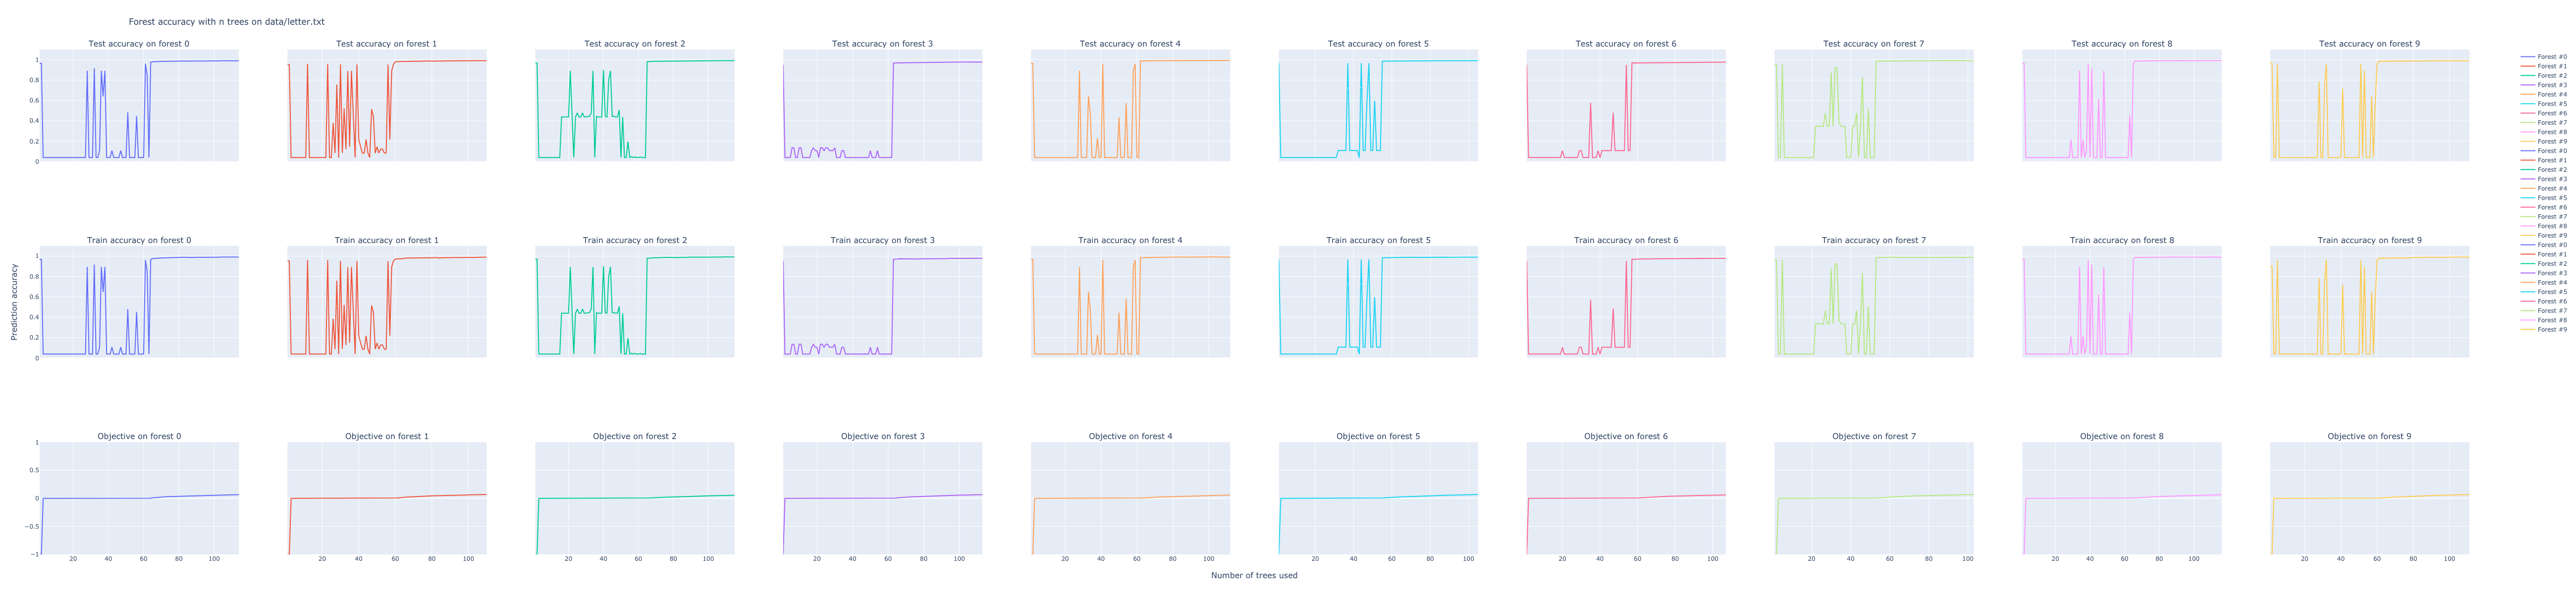 Forest accuracy with n trees on data/letter.txt
Test accuracy on forest 0
Test accuracy on forest 1
Test accuracy on forest 2
Test accuracy on forest 3
Test accuracy on forest 4
Test accuracy on forest 5
Test accuracy on forest 6
Test accuracy on forest 7
Test accuracy on forest 8
Test accuracy on forest 9
1
0.8
0.6
0.4
0.2
0
20 40 60 80 100
20 40 60 80 100
20 40 60 80 100
20 40 60 80 100
20 40 60 80 100
20 40 60 80 100
20 40 60 80 100
20 40 60 80 100
20 40 60 80 100
20 40 60 80 100
Train accuracy on forest 0
Train accuracy on forest 1
Train accuracy on forest 2
Train accuracy on forest 3
Train accuracy on forest 4
Train accuracy on forest 5
Train accuracy on forest 6
Train accuracy on forest 7
Train accuracy on forest 8
Train accuracy on forest 9
Prediction accuracy
1
0.8
0.6
0.4
0.2
0
Objective on forest 0
Objective on forest 1
Objective on forest 2
Objective on forest 3
Objective on forest 4
Objective on forest 5
Objective on forest 6
Objective on forest 7
Objective on forest 8
Objective on forest 9
1
0.5
0
−0.5
−1
Number of trees used
Forest #0
Forest #1
Forest #2
Forest #3
Forest #4
Forest #5
Forest #6
Forest #7
Forest #8
Forest #9
Forest #0
Forest #1
Forest #2
Forest #3
Forest #4
Forest #5
Forest #6
Forest #7
Forest #8
Forest #9
Forest #0
Forest #1
Forest #2
Forest #3
Forest #4
Forest #5
Forest #6
Forest #7
Forest #8
Forest #9